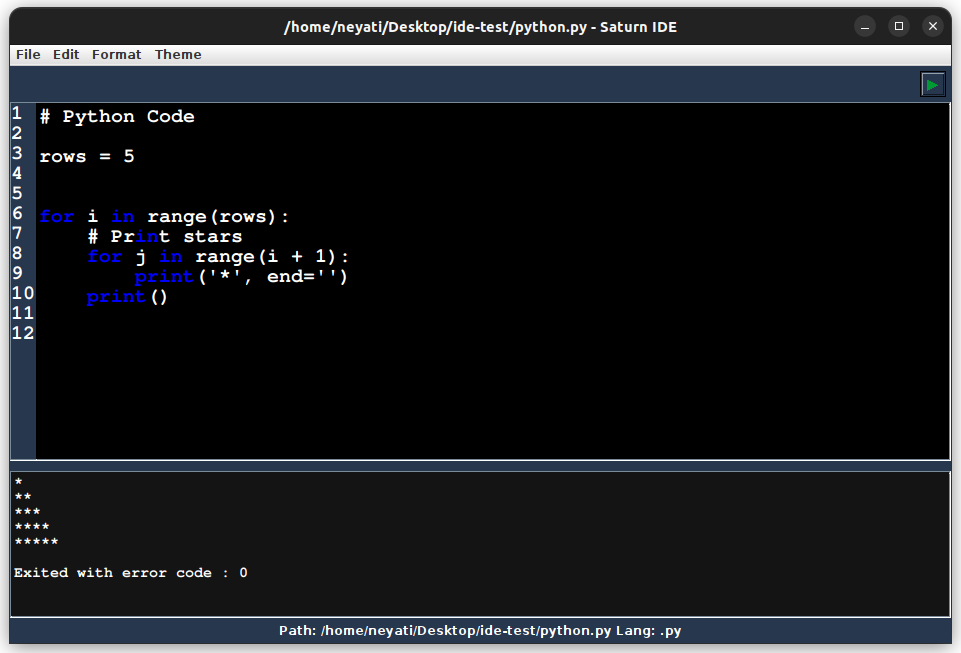 /home/neyati/Desktop/ide-test/python.py - Saturn IDE
File Edit Format Theme
1 # Python Code
2
3 rows = 5
4
5
6 for i in range(rows):
7     # Print stars
8     for j in range(i + 1):
9         print('*', end='')
10     print()
11
12
*
**
***
****
*****
Exited with error code : 0
Path: /home/neyati/Desktop/ide-test/python.py Lang: .py